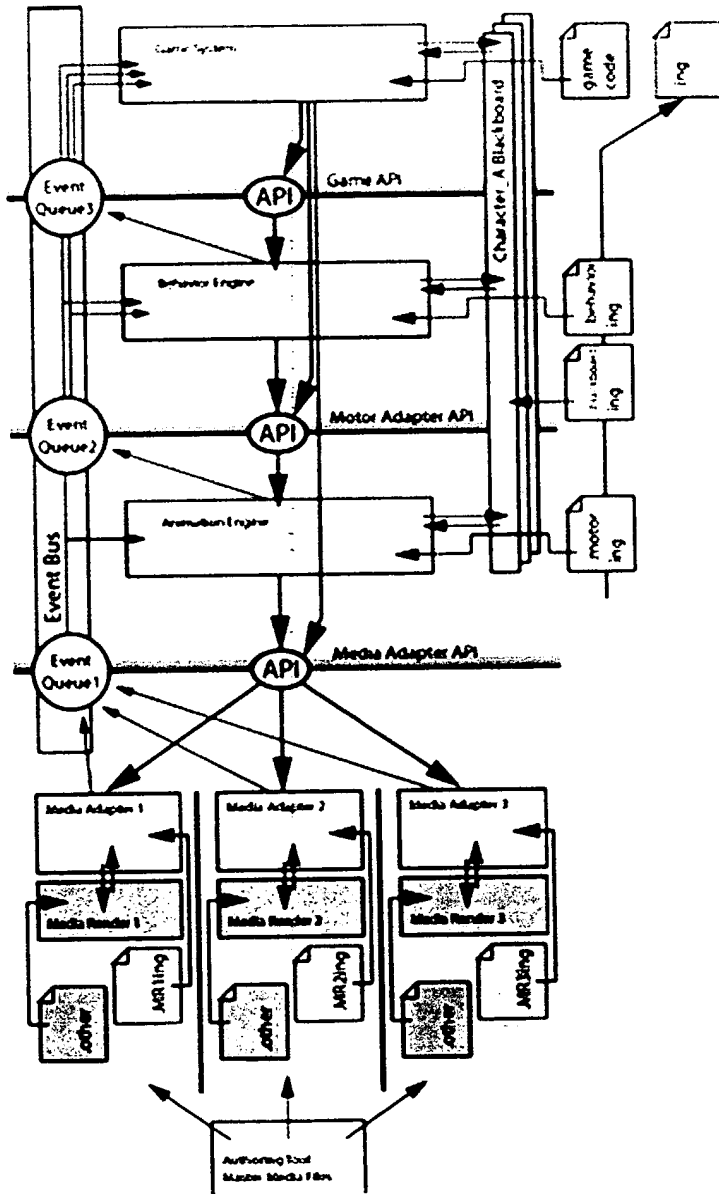 Game System
game
code
ing
Character_A Blackboard
Event
Queue3
API
Game API
Behavior Engine
behavior
ing
ing
Event
Queue2
API
Motor Adapter API
Animation Engine
motor
ing
Event Bus
Event
Queue1
API
Media Adapter API
Media Adapter 1
Media Adapter 2
Media Adapter 3
Media Render 1
Media Render 2
Media Render 3
.other
.MR1ing
.other
.MR2ing
.other
.MR3ing
Authoring Tool
Master Media Files